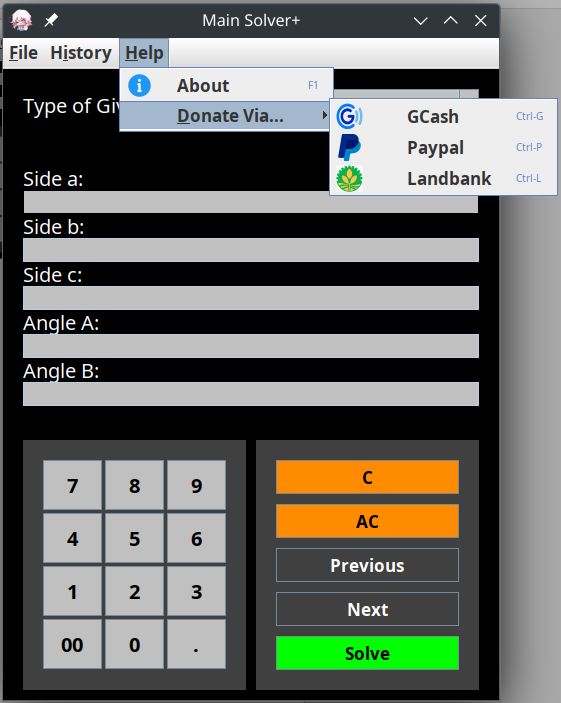 Main Solver+
File History Help
About F1
Donate Via...
GCash Ctrl-G
Paypal Ctrl-P
Landbank Ctrl-L
Type of Giv
Side a:
Side b:
Side c:
Angle A:
Angle B:
7 8 9
4 5 6
1 2 3
00 0 .
C
AC
Previous
Next
Solve